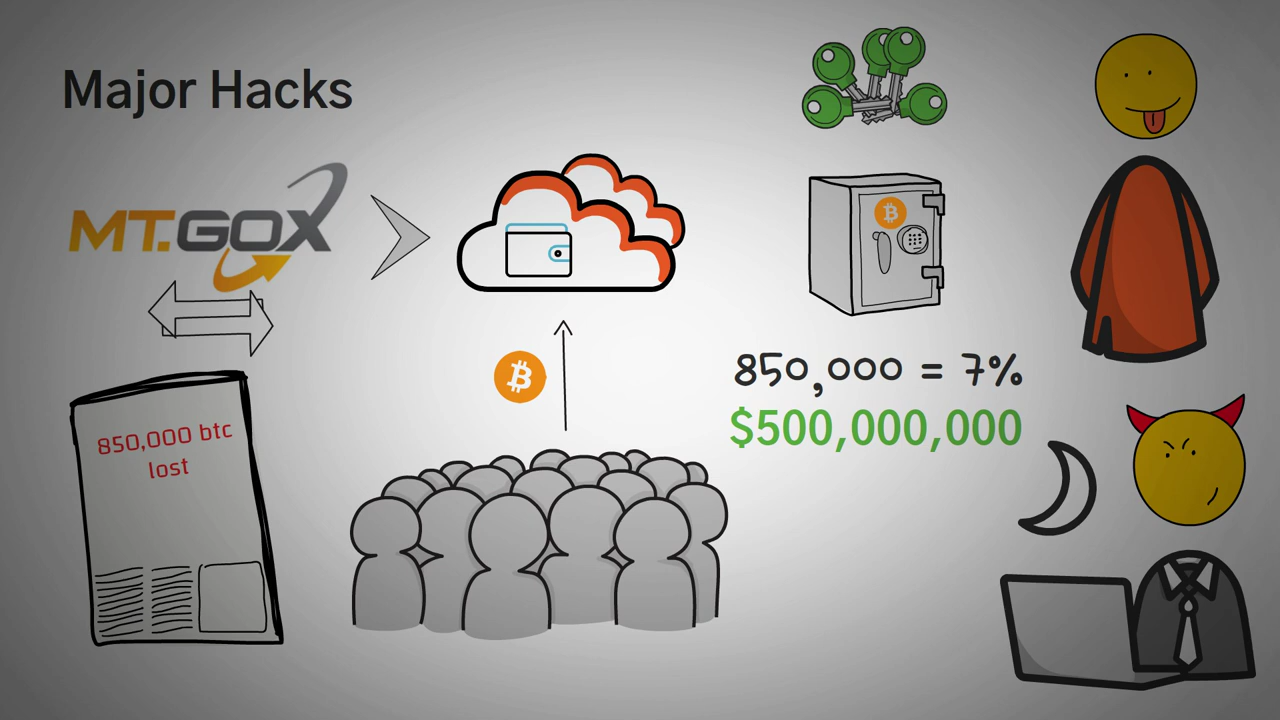 Major Hacks
MT.GOX
850,000 btc
lost
850,000 = 7%
$500,000,000